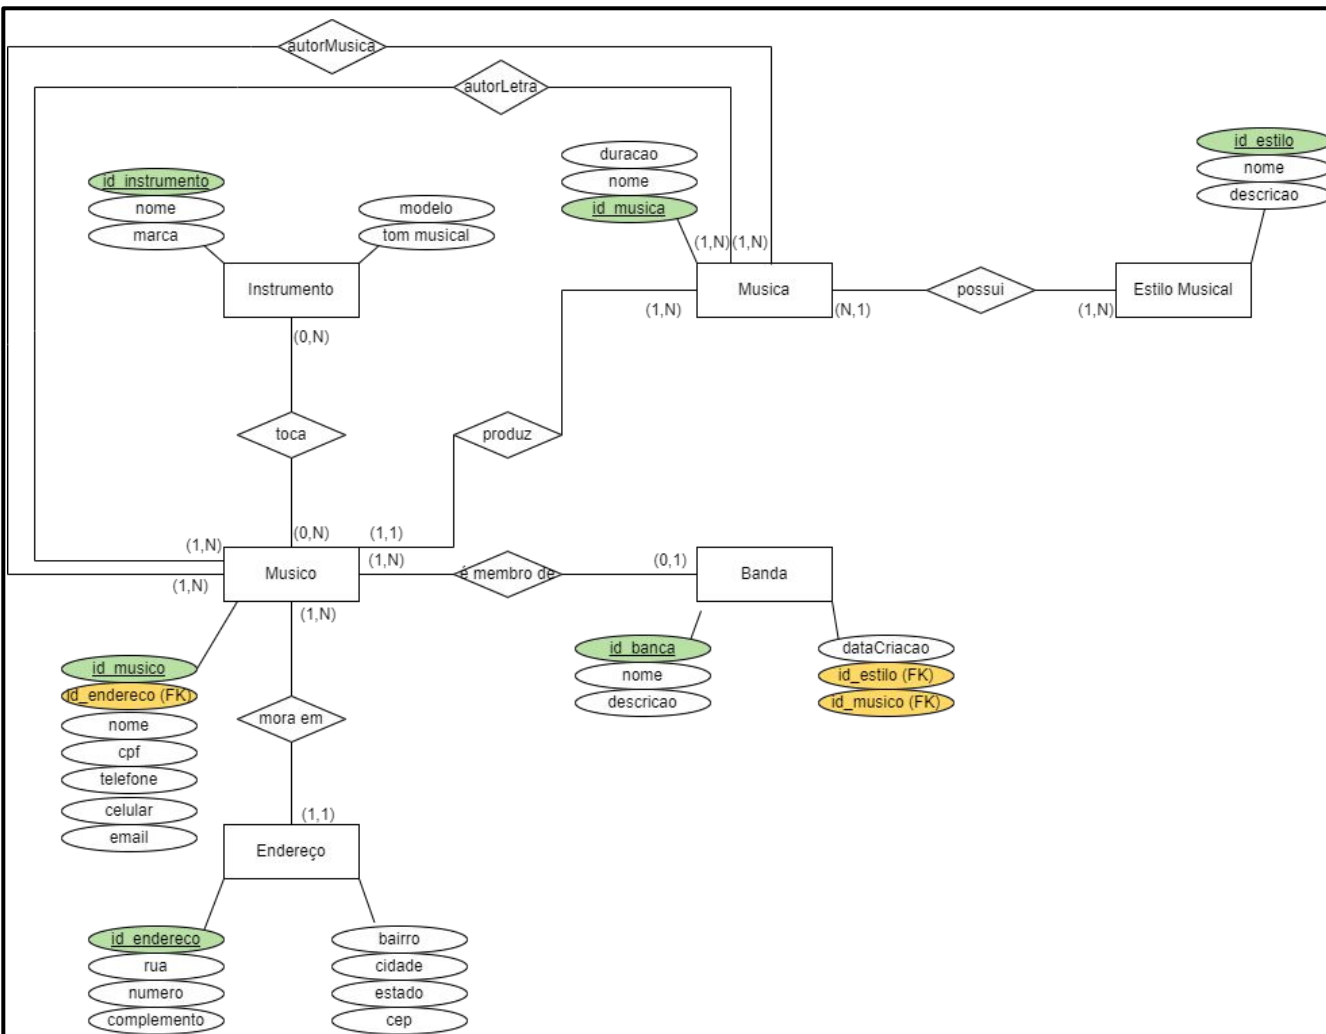 autorMusica
autorLetra
id_instrumento
nome
marca
modelo
tom musical
Instrumento
(0,N)
duracao
nome
id_musica
(1,N)
(1,N)
Musica
(1,N)
(N,1)
possui
(1,N)
id_estilo
nome
descricao
Estilo Musical
toca
produz
(0,N)
(1,1)
(1,N)
(1,N)
Musico
(1,N)
(1,N)
é membro de
(0,1)
Banda
id_banca
nome
descricao
dataCriacao
id_estilo (FK)
id_musico (FK)
id_musico
id_endereco (FK)
nome
cpf
telefone
celular
email
mora em
(1,1)
Endereço
id_endereco
rua
numero
complemento
bairro
cidade
estado
cep